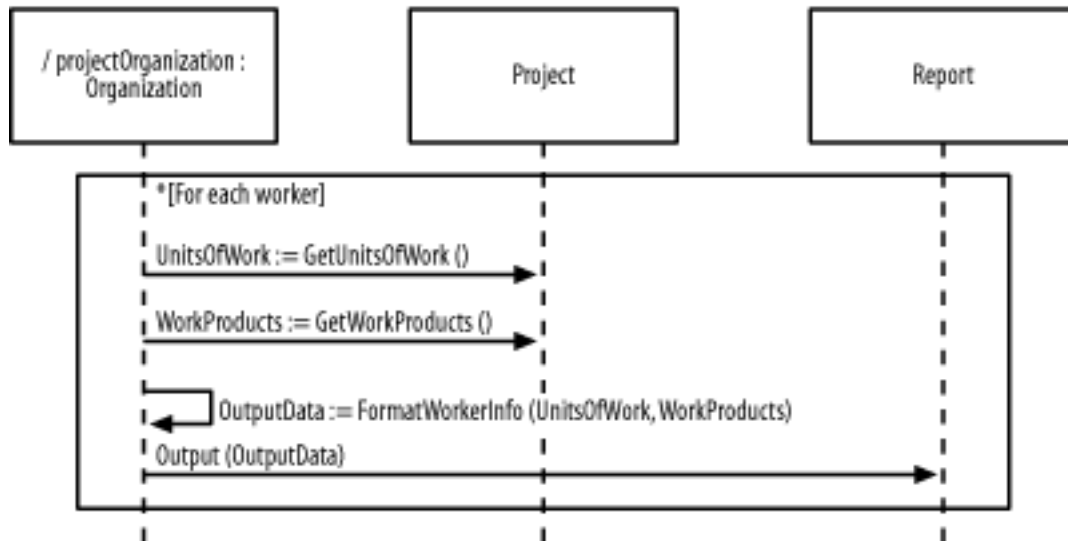 / projectOrganization :
Organization
Project
Report
*[For each worker]
UnitsOfWork := GetUnitsOfWork ()
WorkProducts := GetWorkProducts ()
OutputData := FormatWorkerInfo (UnitsOfWork, WorkProducts)
Output (OutputData)